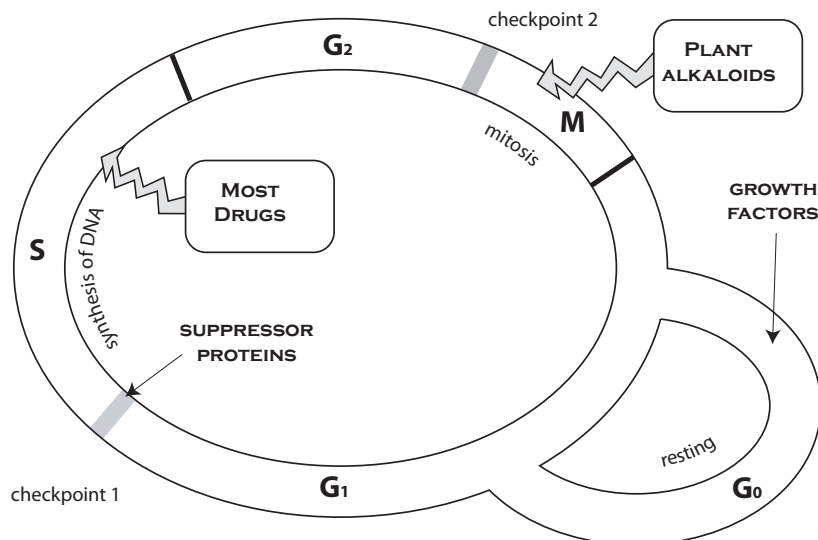 checkpoint 2
G2
PLANT
ALKALOIDS
M
mitosis
MOST
DRUGS
GROWTH
FACTORS
S
synthesis of DNA
SUPPRESSOR
PROTEINS
resting
G1
G0
checkpoint 1